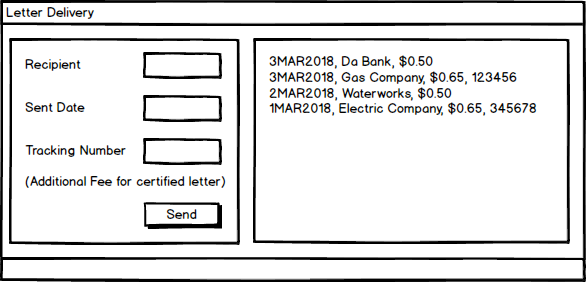 Letter Delivery
Recipient
Sent Date
Tracking Number
(Additional Fee for certified letter)
Send
3MAR2018, Da Bank, $0.50
3MAR2018, Gas Company, $0.65, 123456
2MAR2018, Waterworks, $0.50
1MAR2018, Electric Company, $0.65, 345678